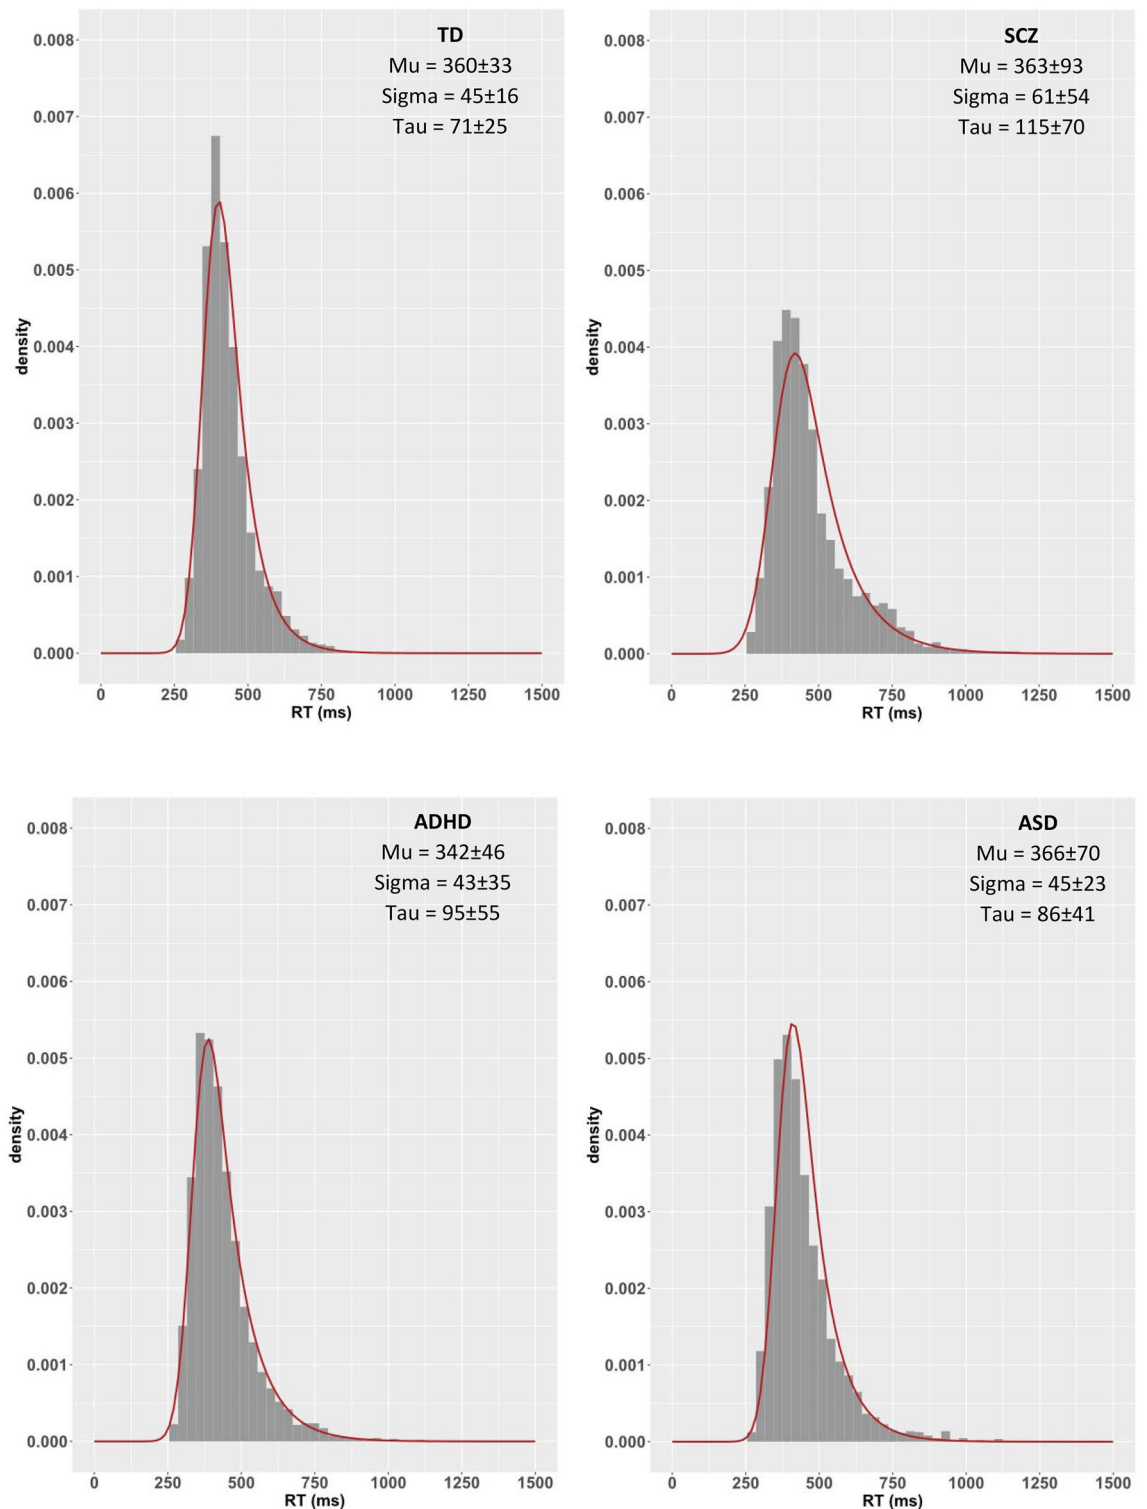 TD
Mu = 360±33
Sigma = 45±16
Tau = 71±25
0.008
0.007
0.006
0.005
0.004
0.003
0.002
0.001
0.000
density
0 250 500 750 1000 1250 1500
RT (ms)
SCZ
Mu = 363±93
Sigma = 61±54
Tau = 115±70
0.008
0.007
0.006
0.005
0.004
0.003
0.002
0.001
0.000
density
0 250 500 750 1000 1250 1500
RT (ms)
ADHD
Mu = 342±46
Sigma = 43±35
Tau = 95±55
0.008
0.007
0.006
0.005
0.004
0.003
0.002
0.001
0.000
density
0 250 500 750 1000 1250 1500
RT (ms)
ASD
Mu = 366±70
Sigma = 45±23
Tau = 86±41
0.008
0.007
0.006
0.005
0.004
0.003
0.002
0.001
0.000
density
0 250 500 750 1000 1250 1500
RT (ms)